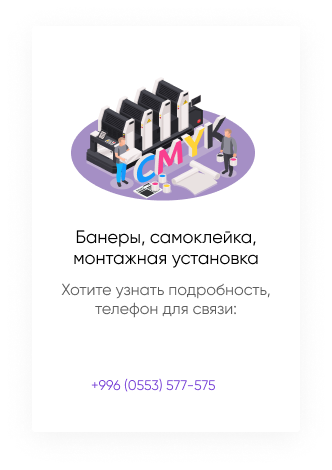 CMYK
Банеры, самоклейка,
монтажная установка
Хотите узнать подробность,
телефон для связи:
+996 (0553) 577-575